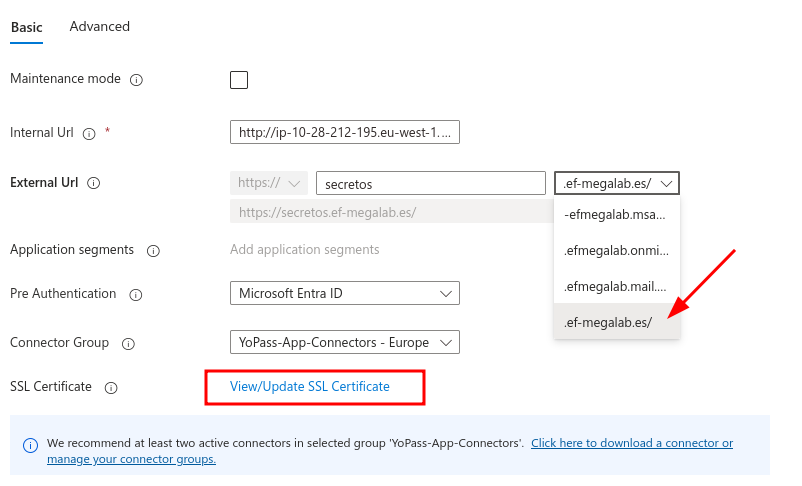 Basic Advanced
Maintenance mode
Internal Url * http://ip-10-28-212-195.eu-west-1....
External Url https:// secretos .ef-megalab.es/
https://secretos.ef-megalab.es/
-efmegalab.msa...
.efmegalab.onmi...
.efmegalab.mail....
.ef-megalab.es/
Application segments Add application segments
Pre Authentication Microsoft Entra ID
Connector Group YoPass-App-Connectors - Europe
SSL Certificate View/Update SSL Certificate
We recommend at least two active connectors in selected group 'YoPass-App-Connectors'. Click here to download a connector or
manage your connector groups.